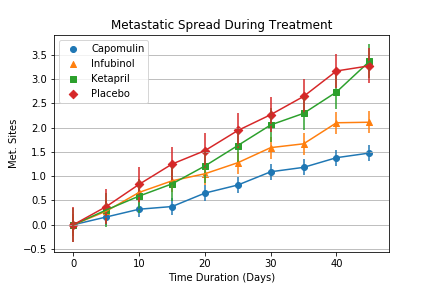 Metastatic Spread During Treatment
Capomulin
Infubinol
Ketapril
Placebo
3.5
3.0
2.5
2.0
1.5
1.0
0.5
0.0
−0.5
Met. Sites
0
10
20
30
40
Time Duration (Days)